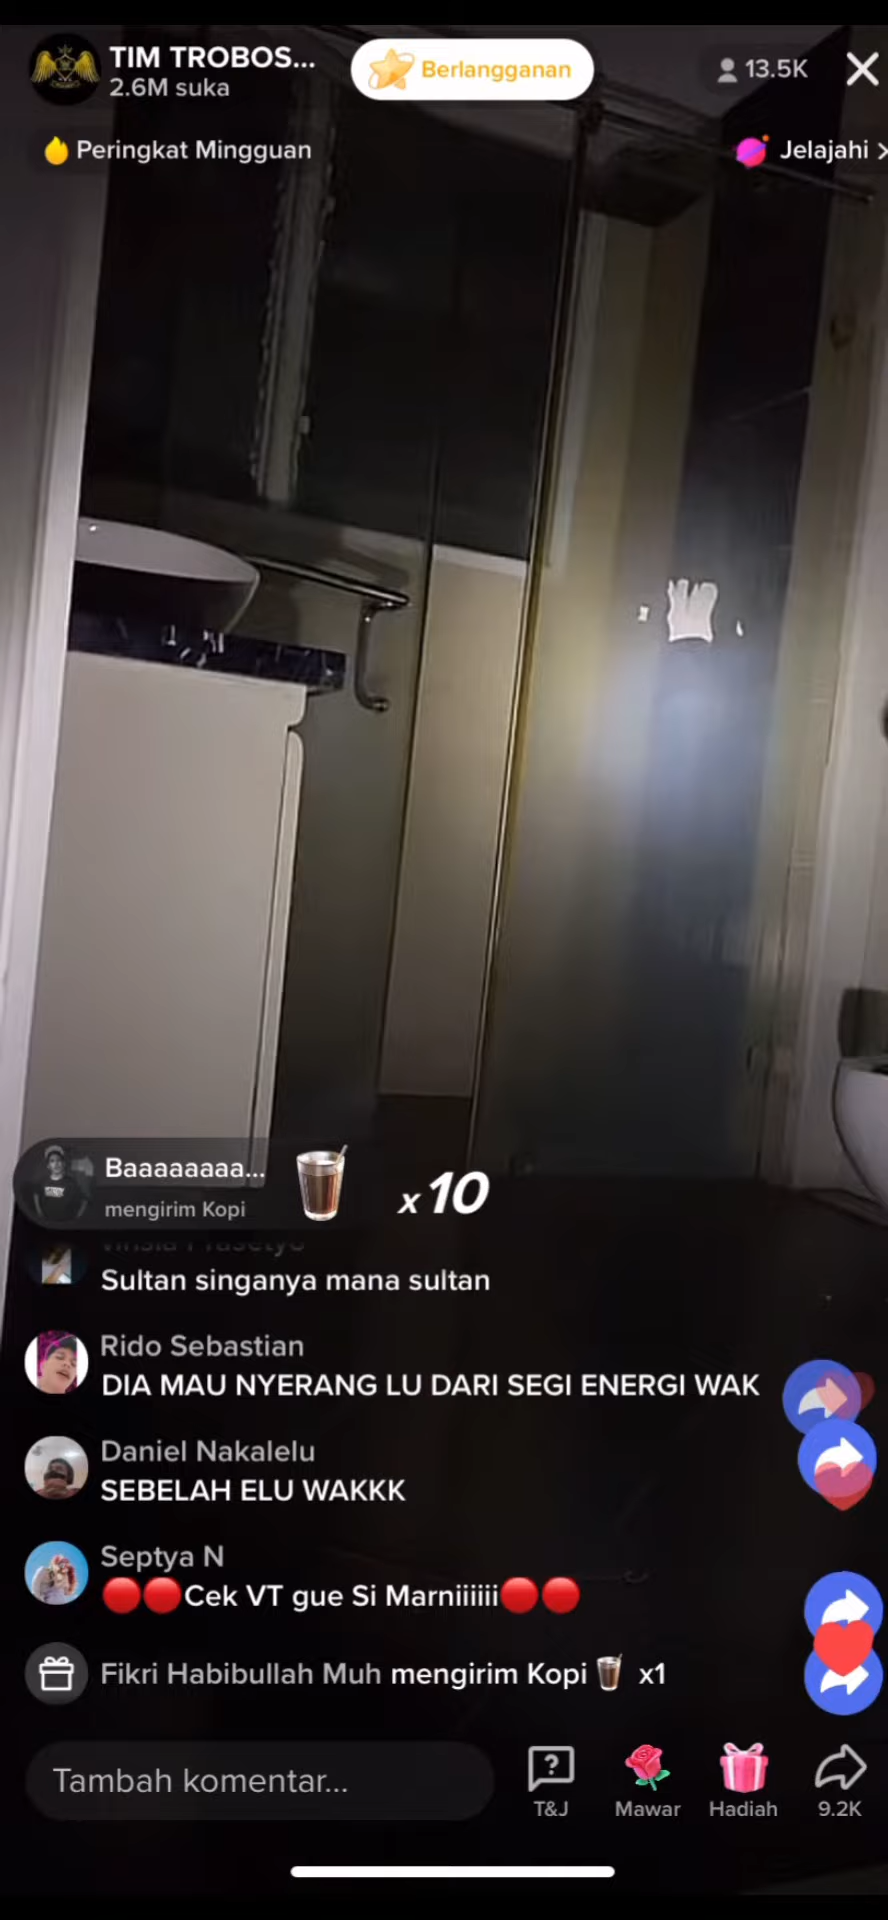 TIM TROBOS...
2.6M suka
Berlangganan
13.5K
Peringkat Mingguan
Jelajahi
Baaaaaaaa...
mengirim Kopi
x10
Sultan singanya mana sultan
Rido Sebastian
DIA MAU NYERANG LU DARI SEGI ENERGI WAK
Daniel Nakalelu
SEBELAH ELU WAKKK
Septya N
🔴🔴Cek VT gue Si Marniiiiii🔴🔴
Fikri Habibullah Muh mengirim Kopi x1
Tambah komentar...
T&J
Mawar
Hadiah
9.2K